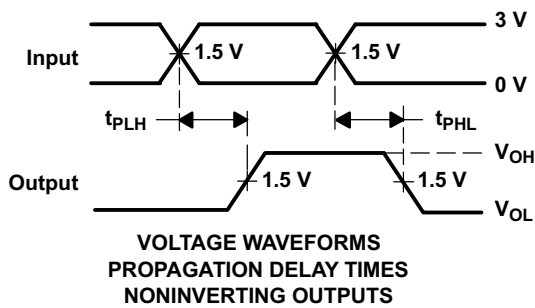 3 V
Input
1.5 V
1.5 V
0 V
tPLH
tPHL
VOH
Output
1.5 V
1.5 V
VOL
VOLTAGE WAVEFORMS
PROPAGATION DELAY TIMES
NONINVERTING OUTPUTS